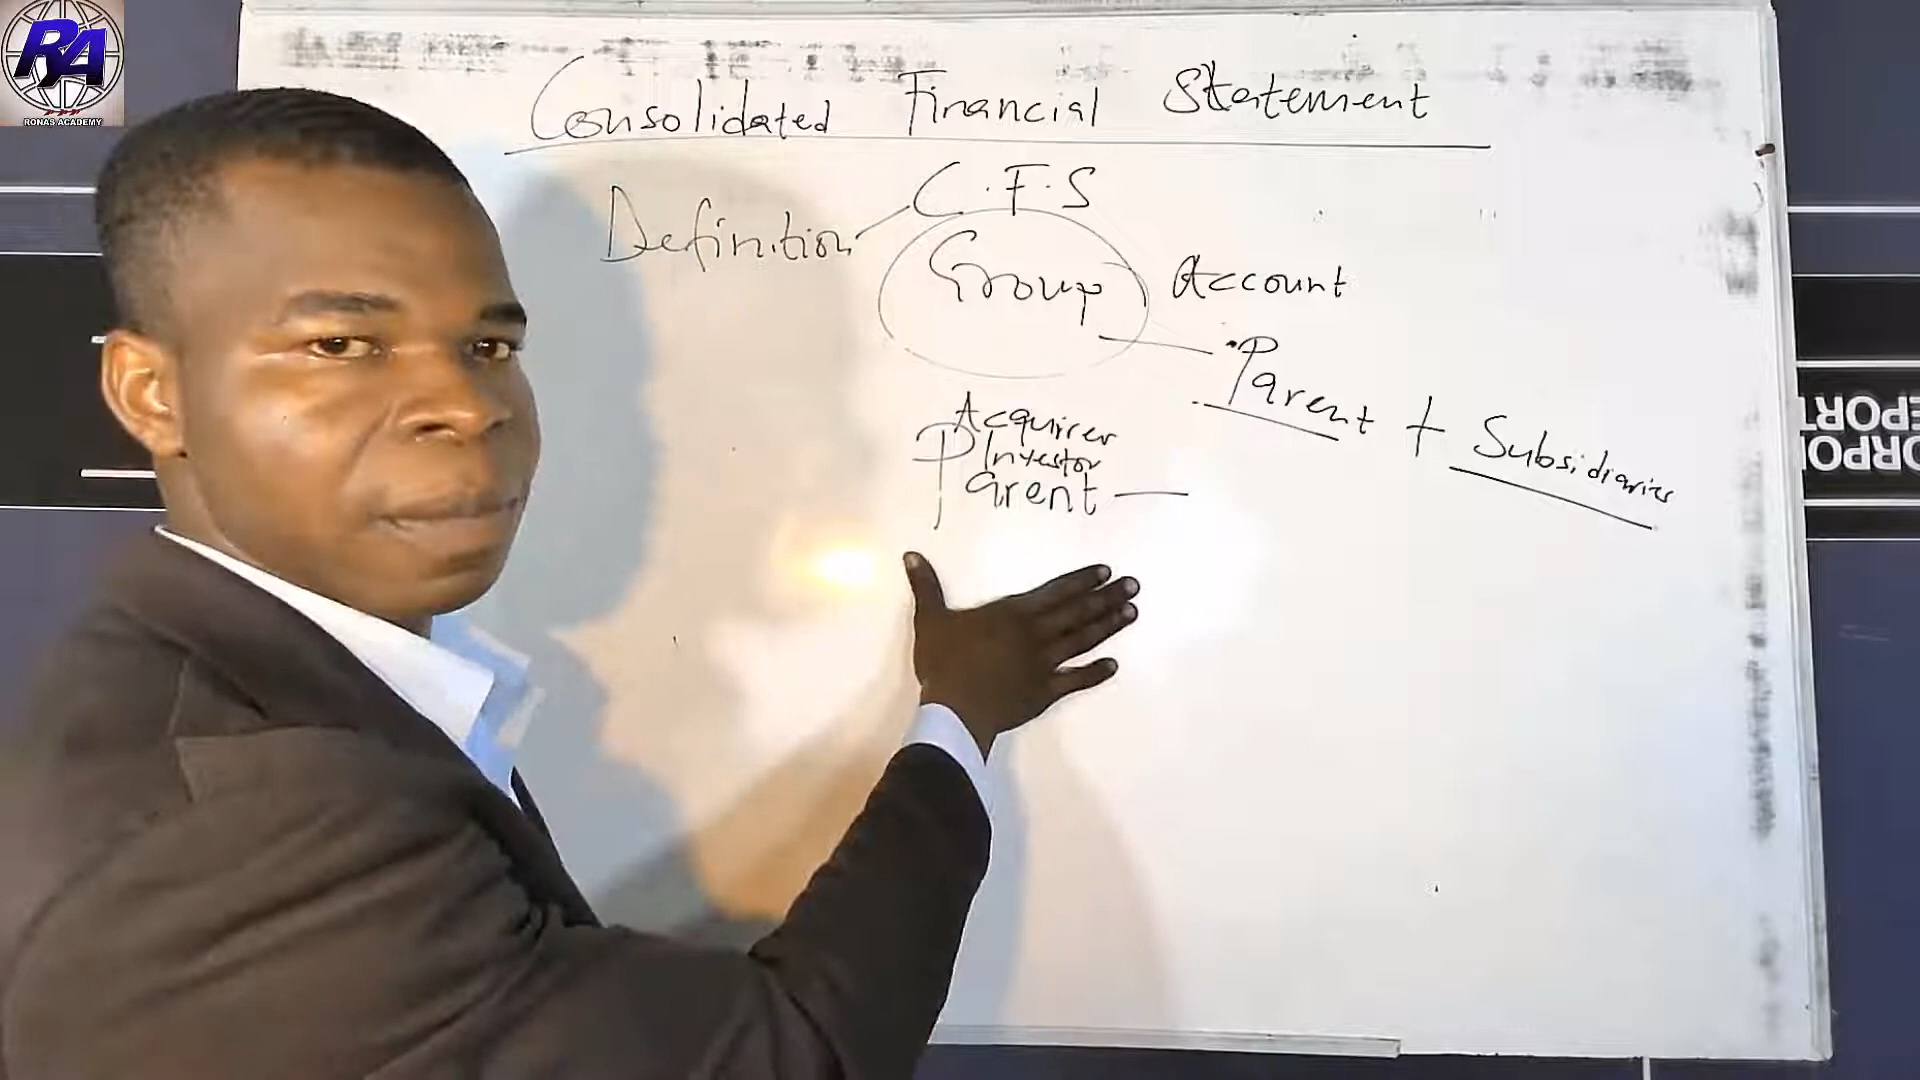 RA
RONAS ACADEMY
Consolidated Financial Statement
C.F.S
Definition
Group Account
Parent + Subsidiaries
Acquirer
Investor
Parent